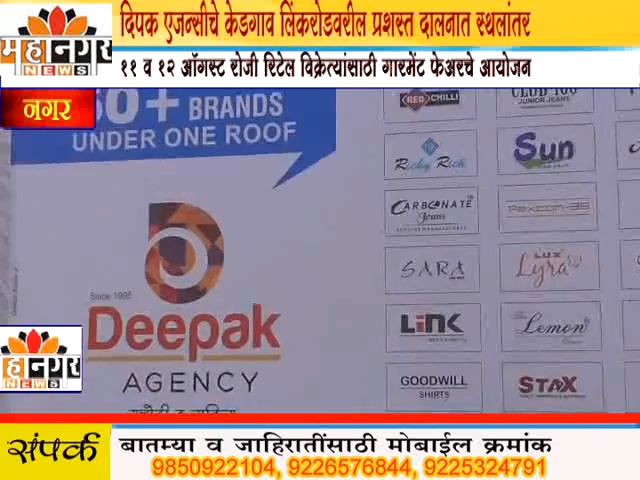 दिपक एजन्सीचे केडगाव लिंकरोडवरील प्रशस्त दालनात स्थलांतर
महानगर
NEWS
११ व १२ ऑगस्ट रोजी रिटेल विक्रेत्यांसाठी गारमेंट फेअरचे आयोजन
नगर
BRANDS
UNDER ONE ROOF
RED CHILLI
CLUB 100
JUNIOR JEANS
Ricky Rick
Sun
CARBONATE
Jeans
SARA
LUX
Lyra
Since 1995
Deepak
AGENCY
LINK
The
Lemon
GOODWILL
SHIRTS
STAX
महानगर
NEWS
संपर्क
बातम्या व जाहिरातींसाठी मोबाईल क्रमांक
9850922104, 9226576844, 9225324791